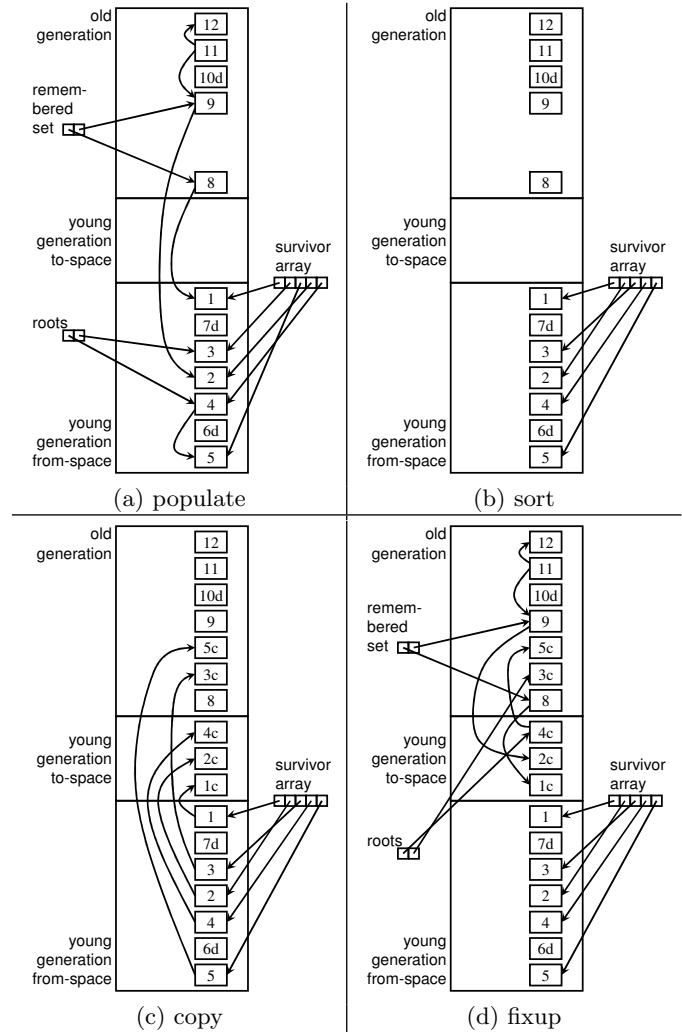 old
generation
12
11
10d
9
remem-
bered
set
8
young
generation
to-space
survivor
array
1
7d
roots
3
2
4
6d
young
generation
from-space
5
(a) populate
old
generation
12
11
10d
9
8
young
generation
to-space
survivor
array
1
7d
3
2
4
6d
young
generation
from-space
5
(b) sort
old
generation
12
11
10d
9
5c
3c
8
4c
young
generation
to-space
2c
1c
survivor
array
1
7d
3
2
4
6d
young
generation
from-space
5
(c) copy
old
generation
12
11
10d
remem-
bered
set
9
5c
3c
8
4c
young
generation
to-space
2c
1c
survivor
array
1
7d
roots
3
2
4
6d
young
generation
from-space
5
(d) fixup